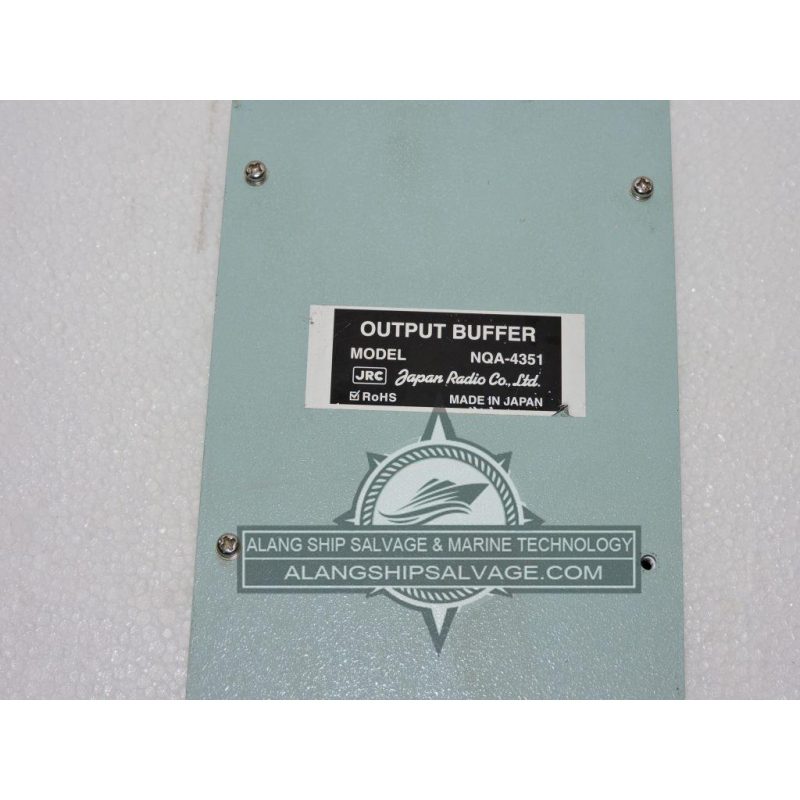 OUTPUT BUFFER
MODEL NQA-4351
JRC Japan Radio Co., Ltd.
☑ RoHS MADE IN JAPAN
ALANG SHIP SALVAGE & MARINE TECHNOLOGY
ALANGSHIPSALVAGE.COM